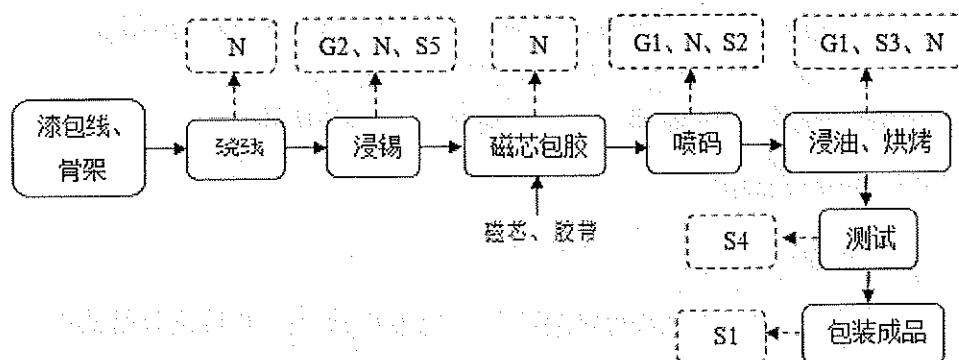 N
G2、N、S5
N
G1、N、S2
G1、S3、N
漆包线、
骨架
绕线
浸锡
磁芯包胶
喷码
浸油、烘烤
磁芯、胶带
S4
测试
S1
包装成品